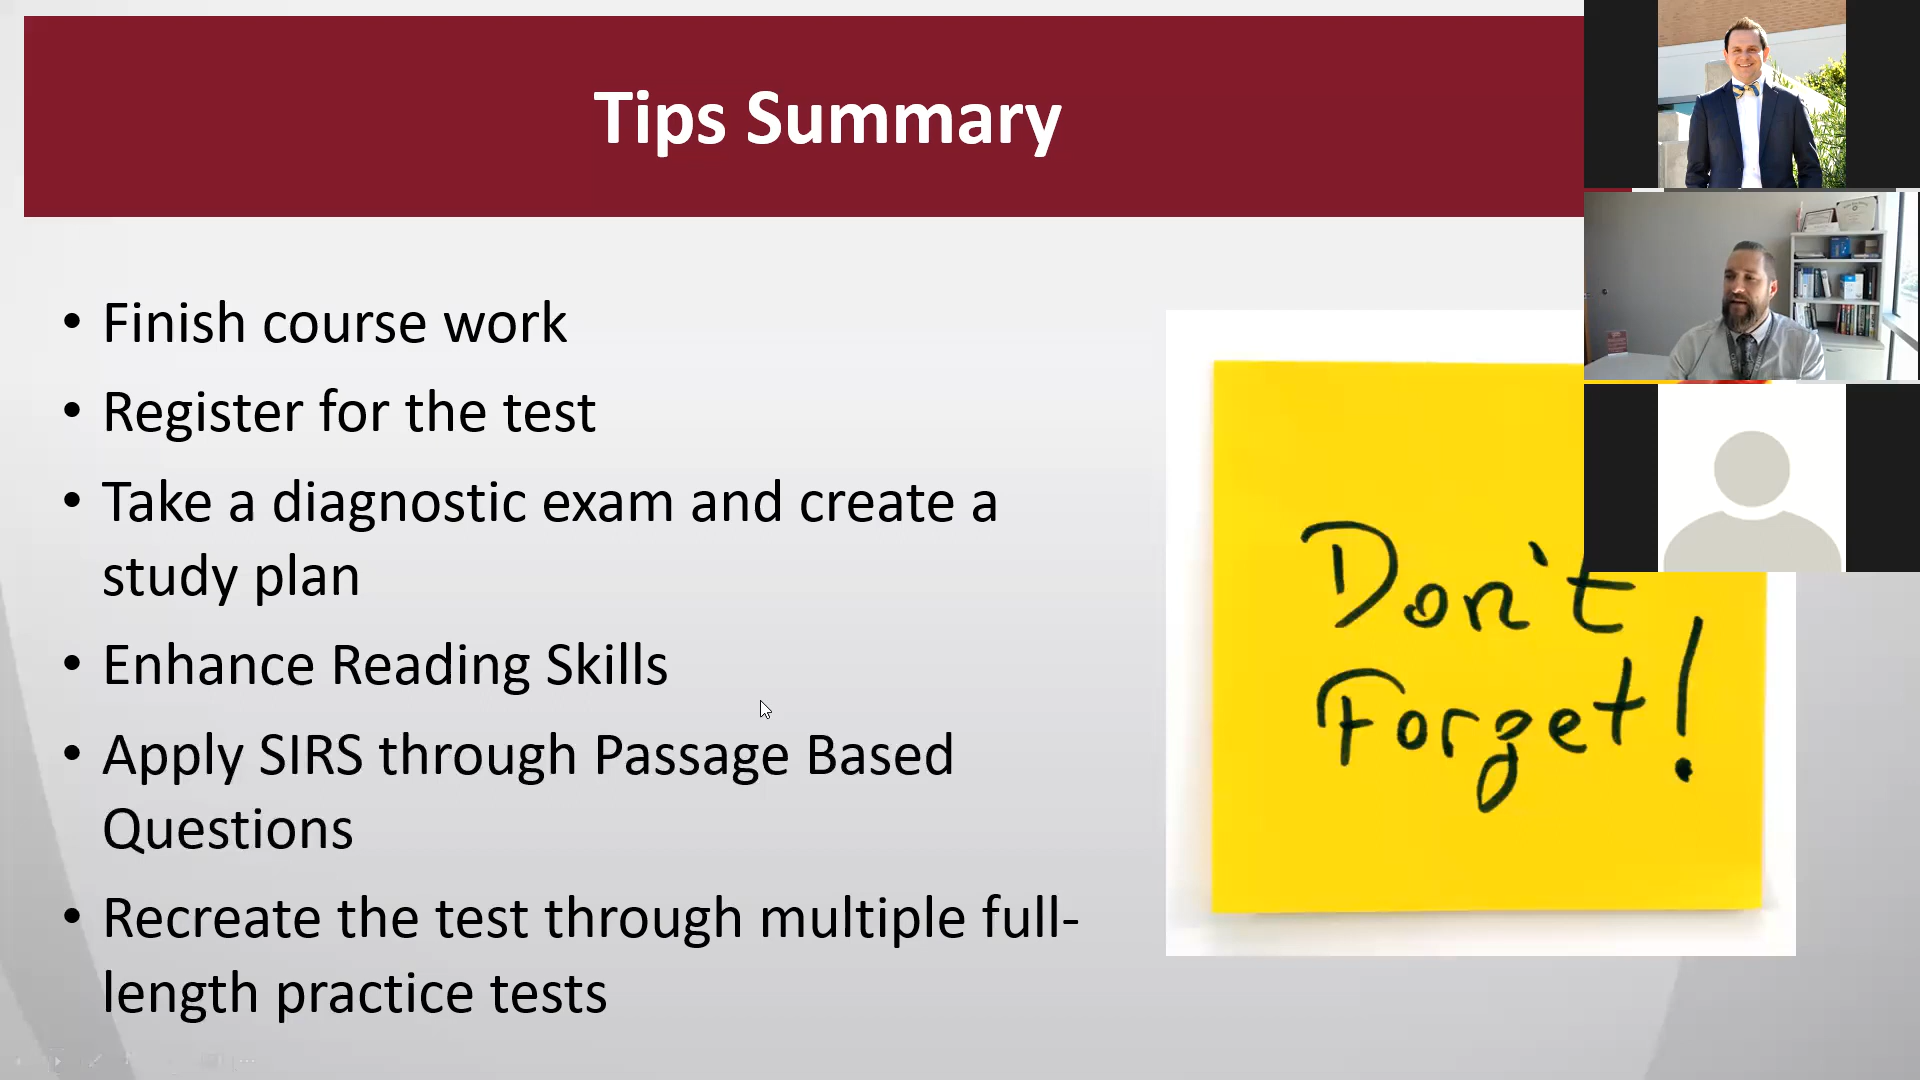 Tips Summary
• Finish course work
• Register for the test
• Take a diagnostic exam and create a
study plan
• Enhance Reading Skills
• Apply SIRS through Passage Based
Questions
• Recreate the test through multiple full-
length practice tests
Don't
Forget!